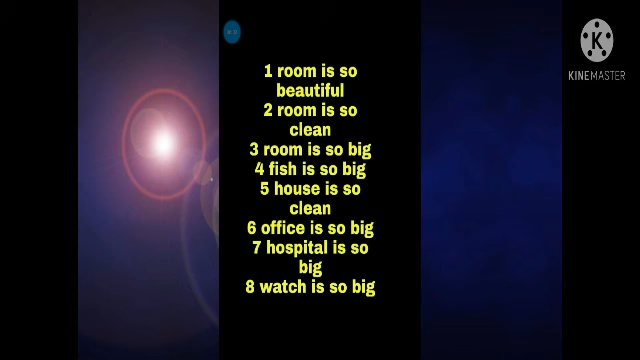 1 room is so
beautiful
2 room is so
clean
3 room is so big
4 fish is so big
5 house is so
clean
6 office is so big
7 hospital is so
big
8 watch is so big
K
KINEMASTER